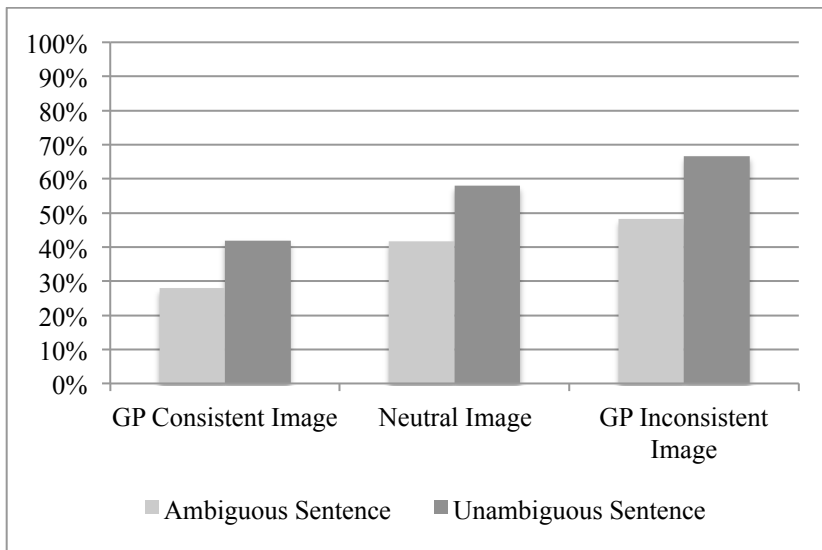 100%
90%
80%
70%
60%
50%
40%
30%
20%
10%
0%
GP Consistent Image
Neutral Image
GP Inconsistent
Image
Ambiguous Sentence
Unambiguous Sentence